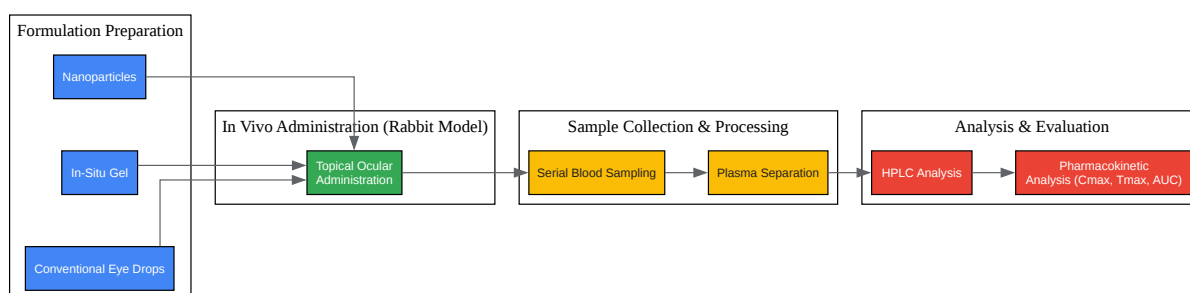 Formulation Preparation
Nanoparticles
In-Situ Gel
Conventional Eye Drops
In Vivo Administration (Rabbit Model)
Topical Ocular
Administration
Sample Collection & Processing
Serial Blood Sampling
Plasma Separation
Analysis & Evaluation
HPLC Analysis
Pharmacokinetic
Analysis (Cmax, Tmax, AUC)